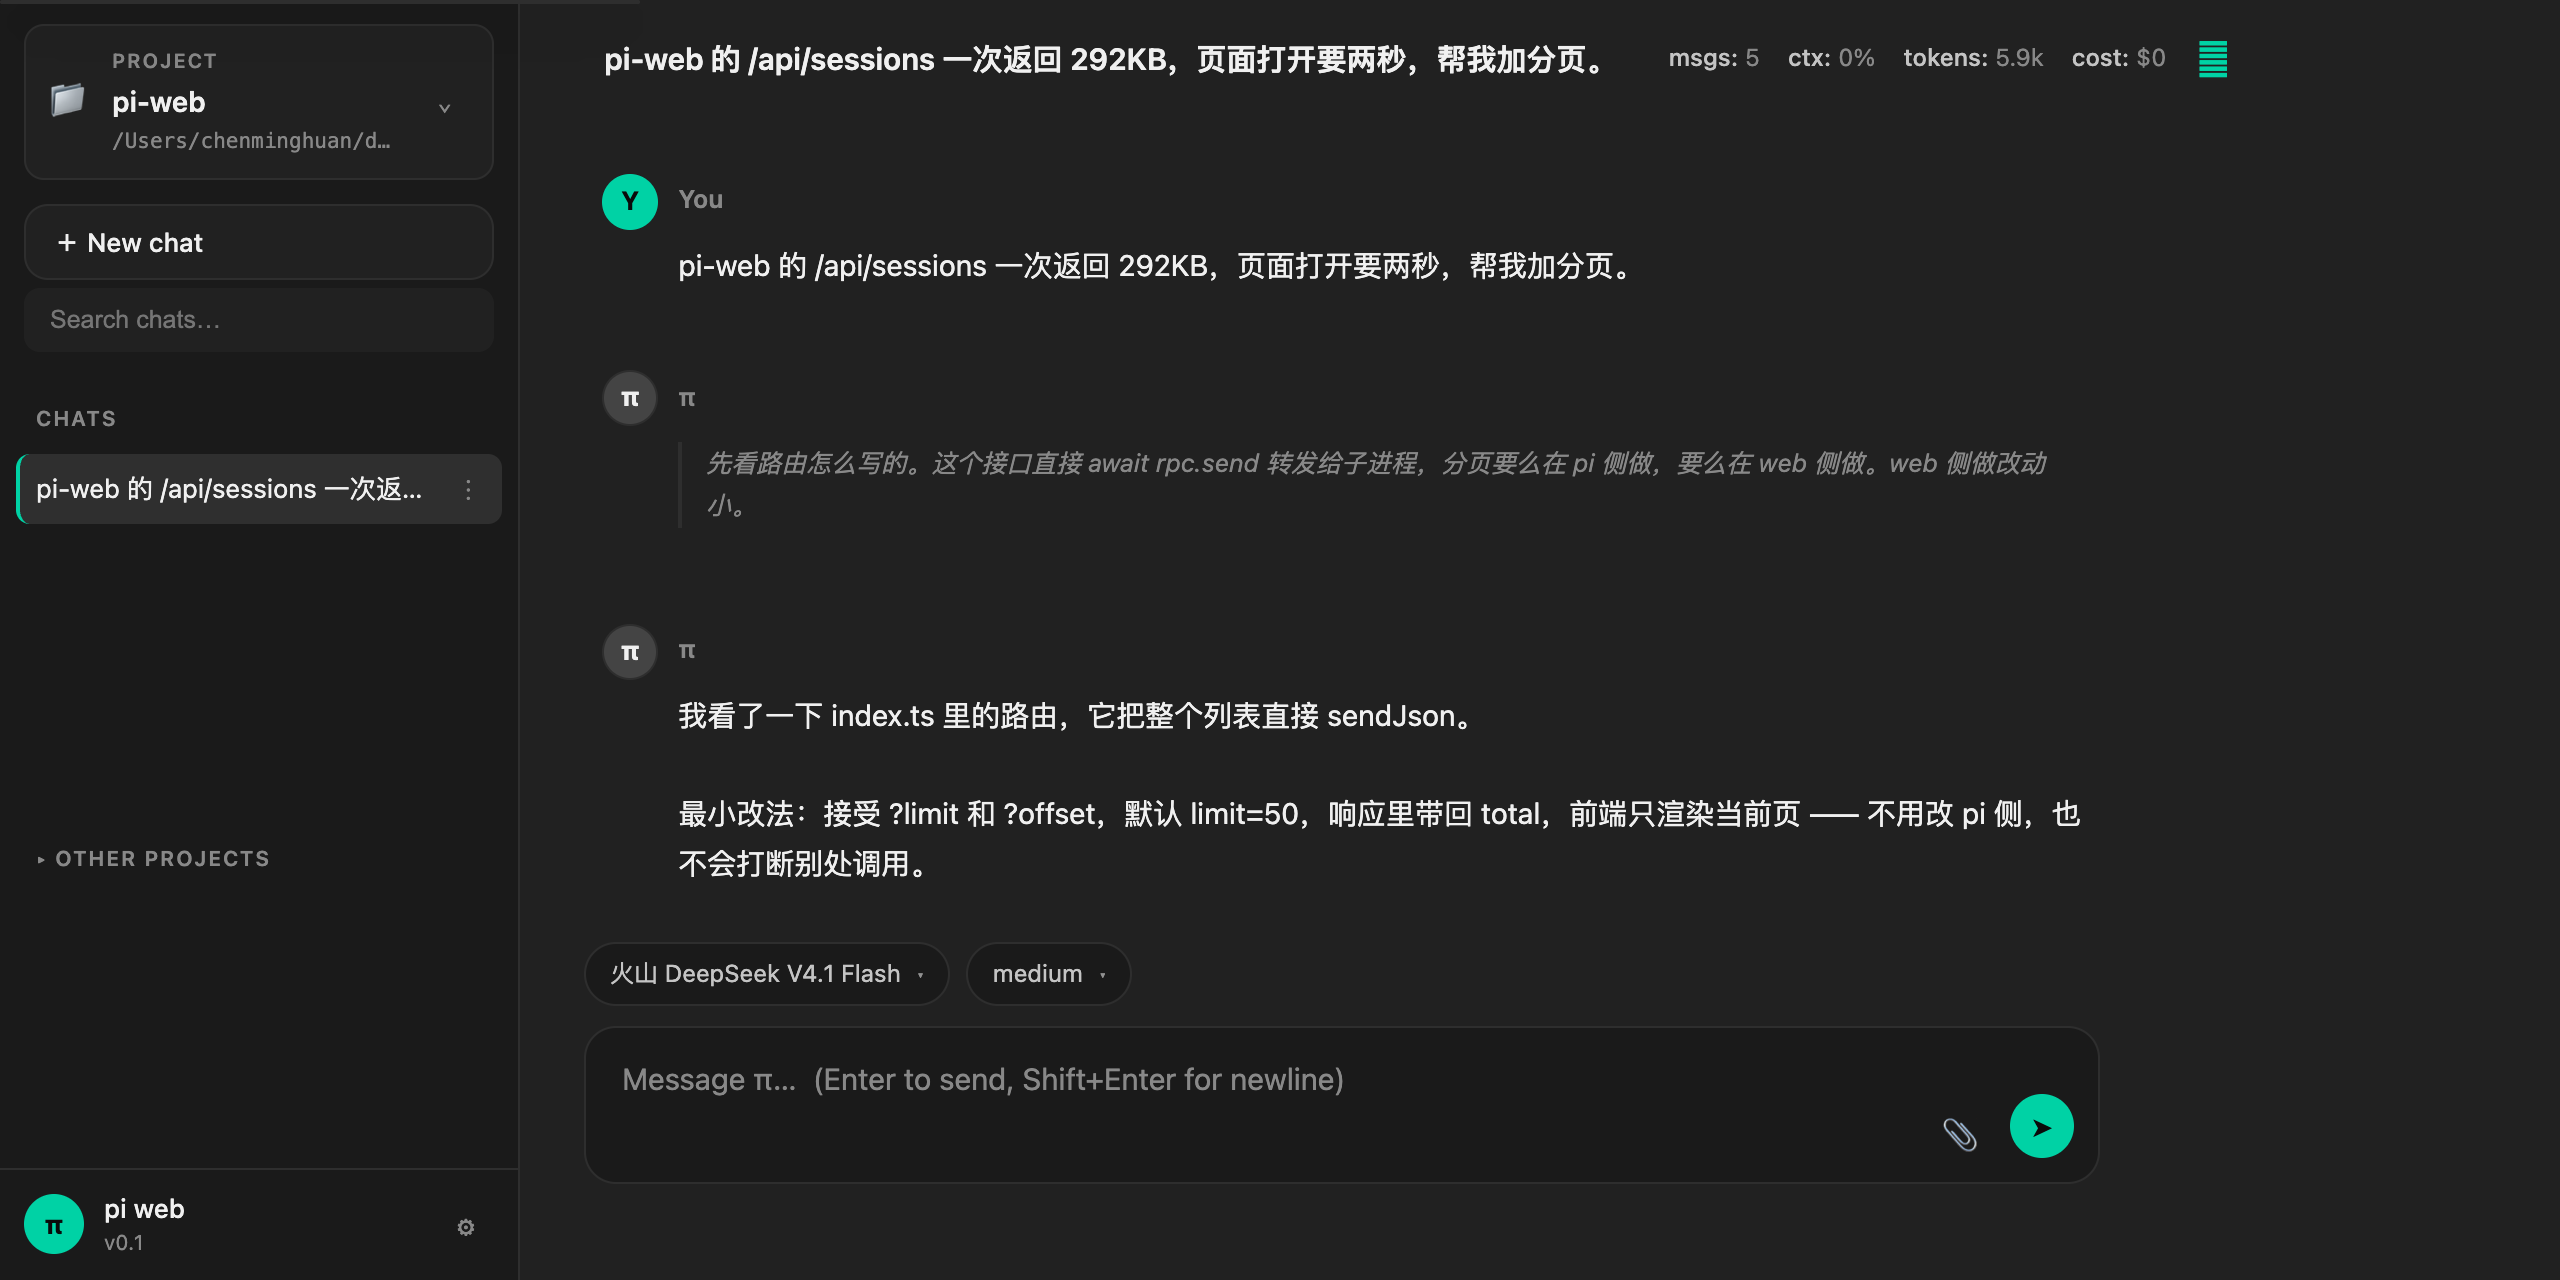 PROJECT
pi-web
/Users/chenminghuan/d…
+ New chat
Search chats…
CHATS
pi-web 的 /api/sessions 一次返...
OTHER PROJECTS
π
pi web
v0.1
pi-web 的 /api/sessions 一次返回 292KB，页面打开要两秒，帮我加分页。
msgs: 5 ctx: 0% tokens: 5.9k cost: $0
Y You
pi-web 的 /api/sessions 一次返回 292KB，页面打开要两秒，帮我加分页。
π π
先看路由怎么写的。这个接口直接 await rpc.send 转发给子进程，分页要么在 pi 侧做，要么在 web 侧做。web 侧做改动
小。
π π
我看了一下 index.ts 里的路由，它把整个列表直接 sendJson。
最小改法：接受 ?limit 和 ?offset，默认 limit=50，响应里带回 total，前端只渲染当前页 —— 不用改 pi 侧，也
不会打断别处调用。
火山 DeepSeek V4.1 Flash
medium
Message π… (Enter to send, Shift+Enter for newline)